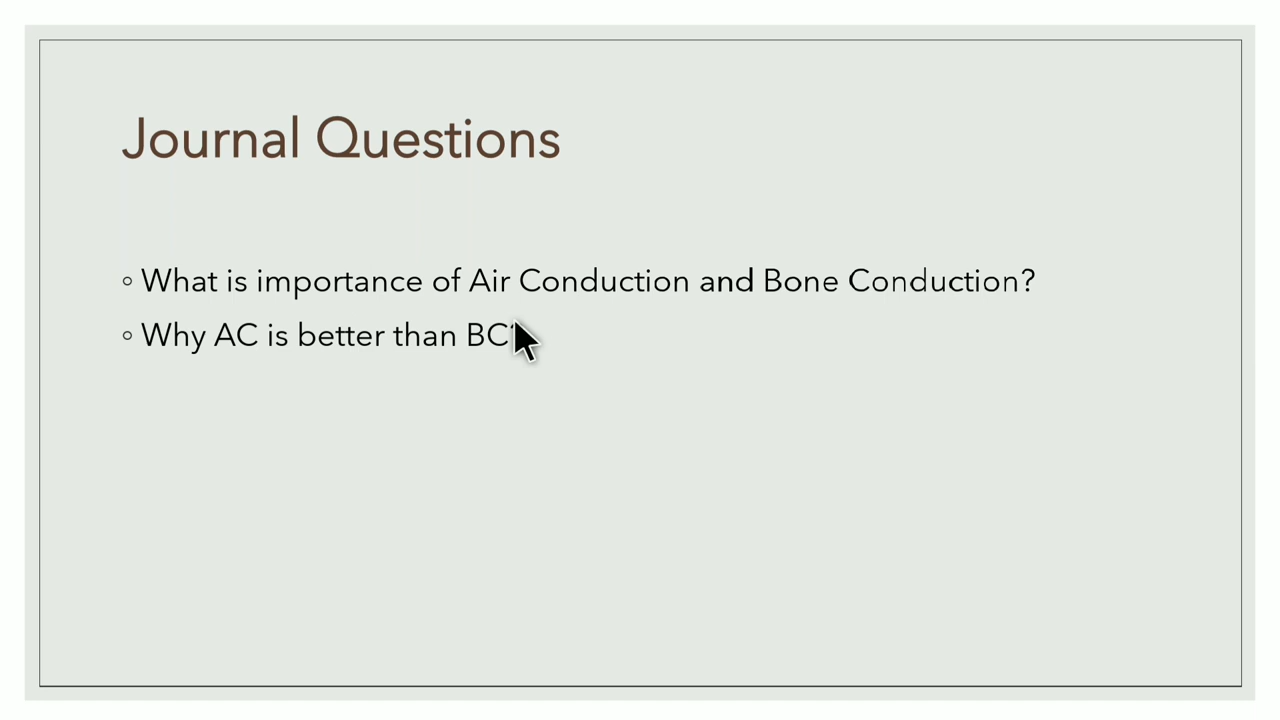 Journal Questions
◦ What is importance of Air Conduction and Bone Conduction?
◦ Why AC is better than BC?